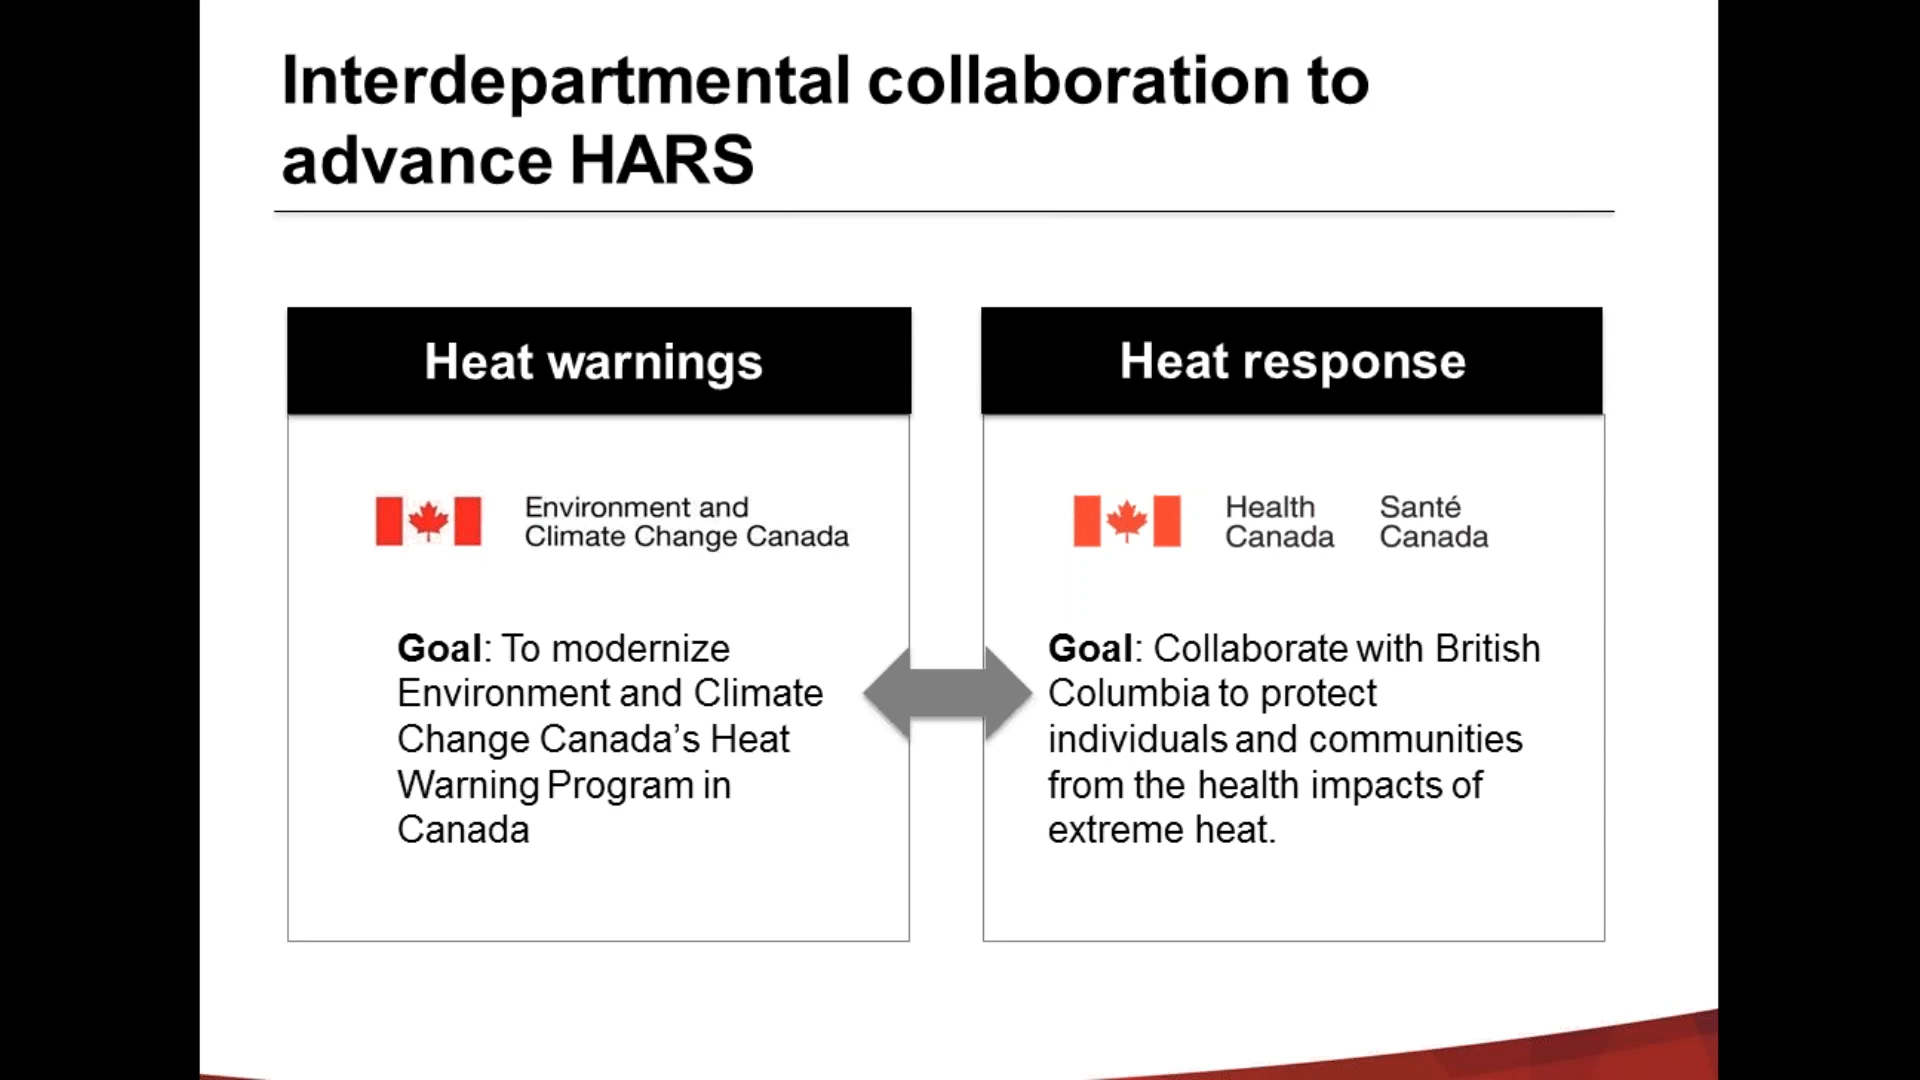 Interdepartmental collaboration to
advance HARS
Heat warnings
Environment and
Climate Change Canada
Goal: To modernize
Environment and Climate
Change Canada’s Heat
Warning Program in
Canada
Heat response
Health Canada
Santé Canada
Goal: Collaborate with British
Columbia to protect
individuals and communities
from the health impacts of
extreme heat.